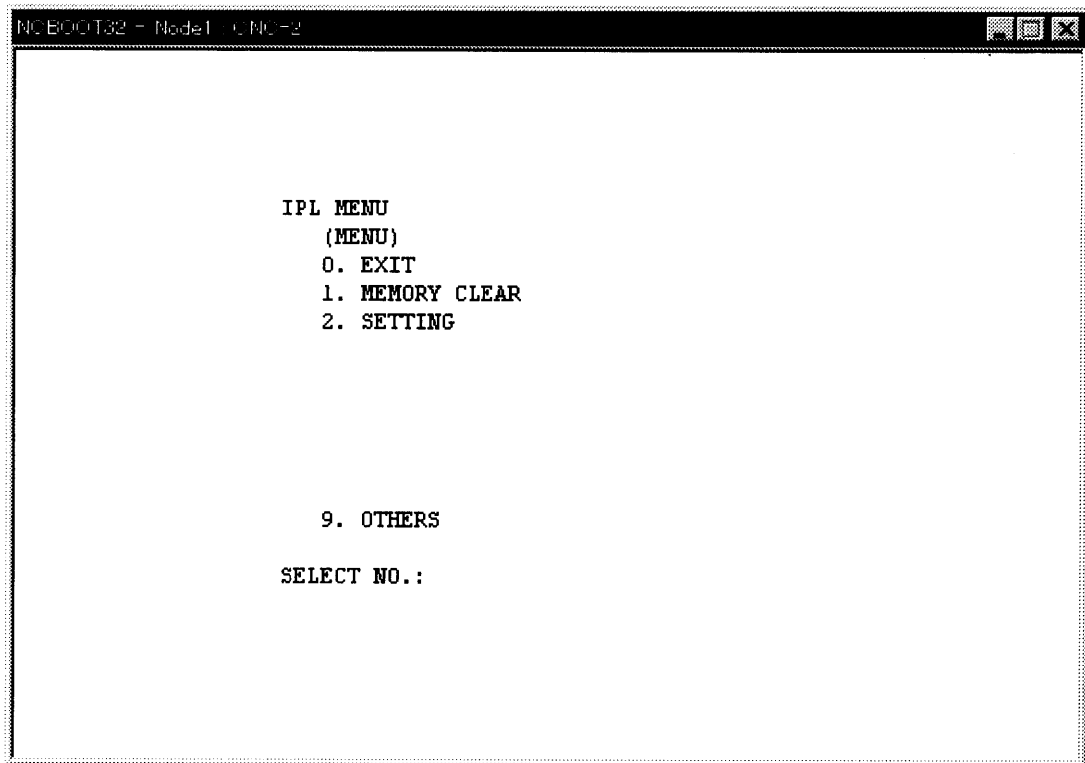 NCBOOT32 - Node1 : CNC-2
IPL MENU
(MENU)
0. EXIT
1. MEMORY CLEAR
2. SETTING
9. OTHERS
SELECT NO.: